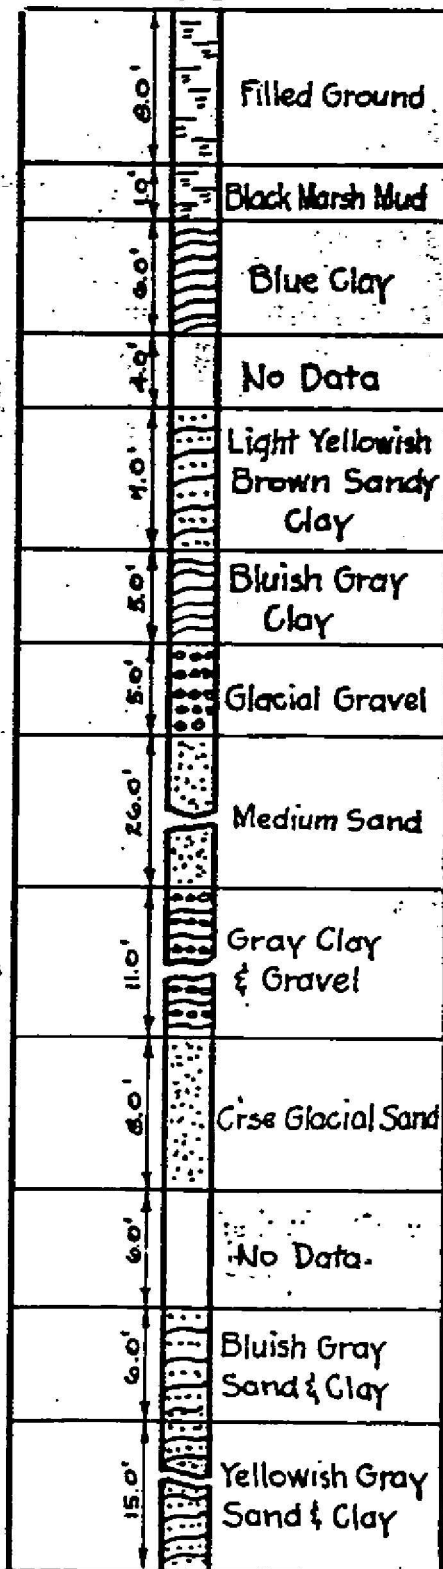 8.0'
Filled Ground
1.0'
Black Marsh Mud
6.0'
Blue Clay
4.0'
No Data
7.0'
Light Yellowish
Brown Sandy
Clay
5.0'
Bluish Gray
Clay
5.0'
Glacial Gravel
26.0'
Medium Sand
11.0'
Gray Clay
& Gravel
8.0'
Crse Glacial Sand
6.0'
No Data.
6.0'
Bluish Gray
Sand & Clay
15.0'
Yellowish Gray
Sand & Clay